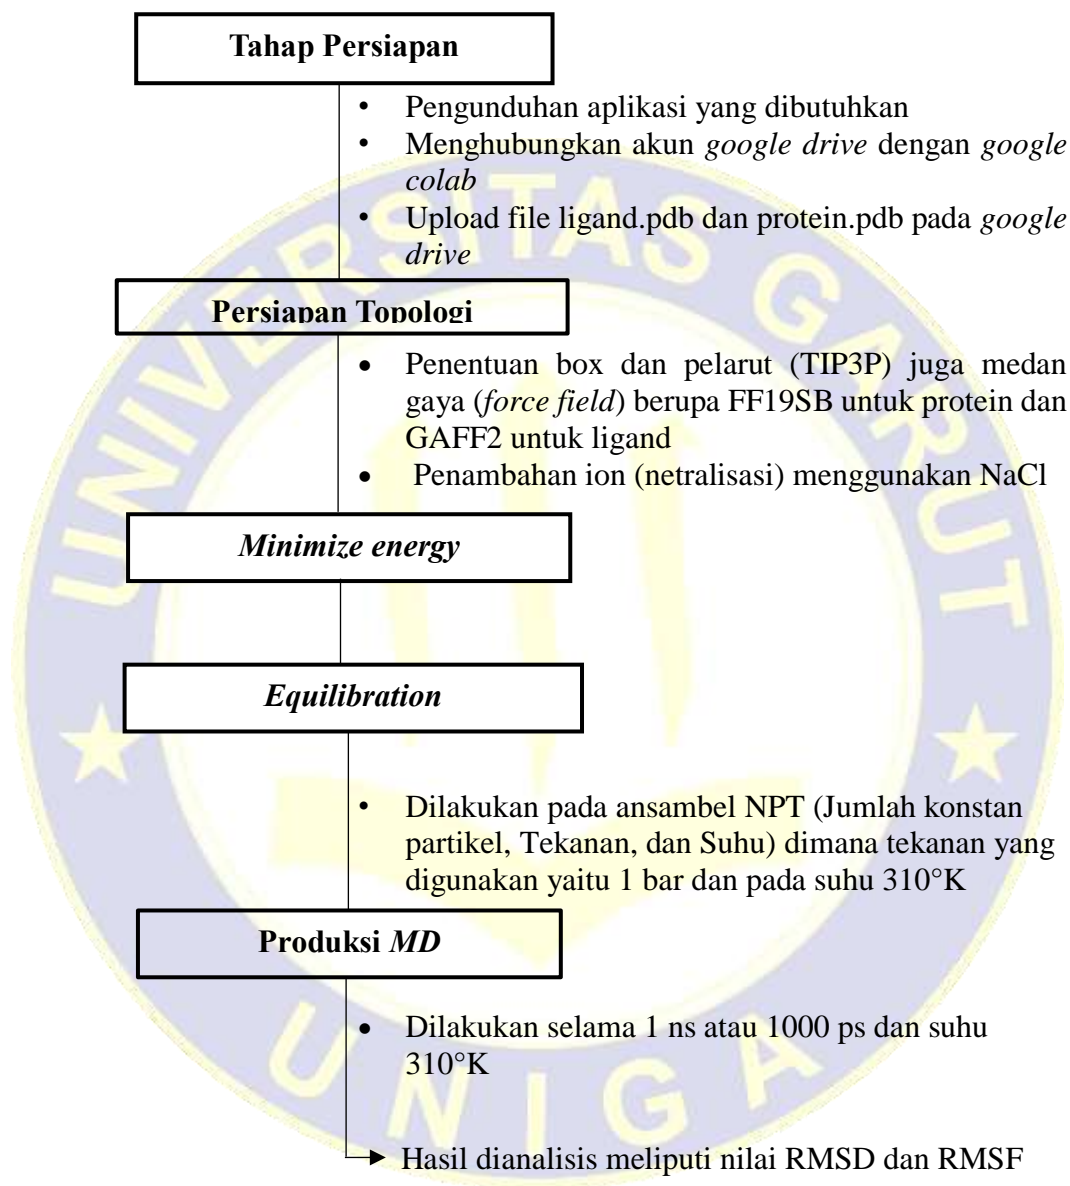 Tahap Persiapan
• Pengunduhan aplikasi yang dibutuhkan
• Menghubungkan akun google drive dengan google
colab
• Upload file ligand.pdb dan protein.pdb pada google
drive
Persiapan Topologi
• Penentuan box dan pelarut (TIP3P) juga medan
gaya (force field) berupa FF19SB untuk protein dan
GAFF2 untuk ligand
• Penambahan ion (netralisasi) menggunakan NaCl
Minimize energy
Equilibration
• Dilakukan pada ansambel NPT (Jumlah konstan
partikel, Tekanan, dan Suhu) dimana tekanan yang
digunakan yaitu 1 bar dan pada suhu 310°K
Produksi MD
• Dilakukan selama 1 ns atau 1000 ps dan suhu
310°K
Hasil dianalisis meliputi nilai RMSD dan RMSF
UNIVERSITAS GARUT
UNIGA